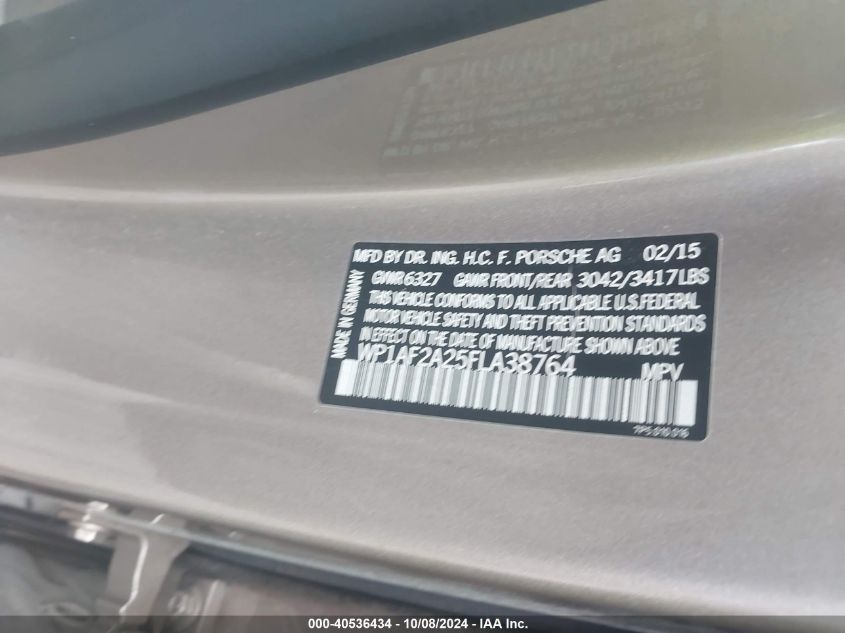 MFD BY DR. ING. H.C. F. PORSCHE AG 02/15
GVWR 6327 GAWR FRONT/REAR 3042/3417LBS
THIS VEHICLE CONFORMS TO ALL APPLICABLE U.S.FEDERAL
MOTOR VEHICLE SAFETY AND THEFT PREVENTION STANDARDS
IN EFFECT ON THE DATE OF MANUFACTURE SHOWN ABOVE
WP1AF2A25FLA38764 MPV
MADE IN GERMANY
000-40536434 - 10/08/2024 - IAAI.COM